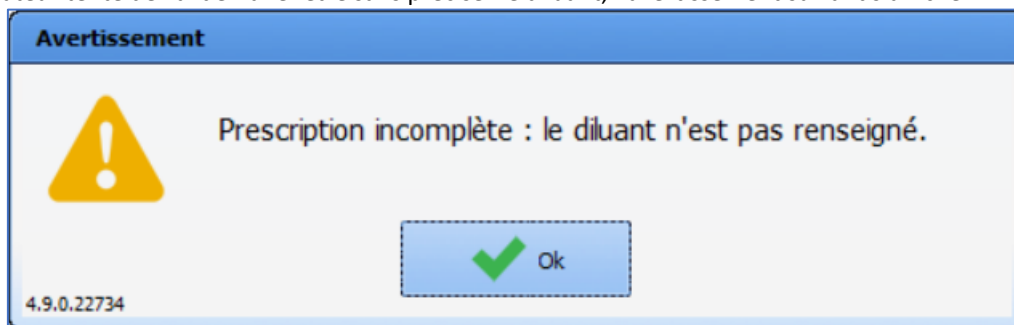 Avertissement
Prescription incomplète : le diluant n'est pas renseigné.
Ok
4.9.0.22734